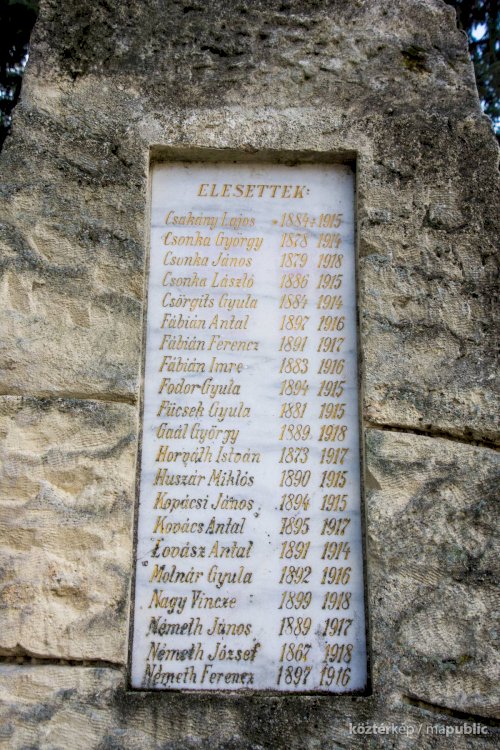 ELESETTEK:
Csakány Lajos 1884 1915
Csonka György 1878 1914
Csonka János 1879 1918
Csonka László 1886 1915
Csörgits Gyula 1884 1914
Fábián Antal 1897 1916
Fábián Ferencz 1891 1917
Fábián Imre 1883 1916
Fodor Gyula 1894 1915
Fücsek Gyula 1881 1915
Gaál György 1889 1918
Horváth István 1873 1917
Huszár Miklós 1890 1915
Kopácsi János 1894 1915
Kovács Antal 1895 1917
Lovász Antal 1891 1914
Molnár Gyula 1892 1916
Nagy Vincze 1899 1918
Németh János 1889 1917
Németh József 1867 1918
Németh Ferencz 1897 1916
köztérkép / mapublic